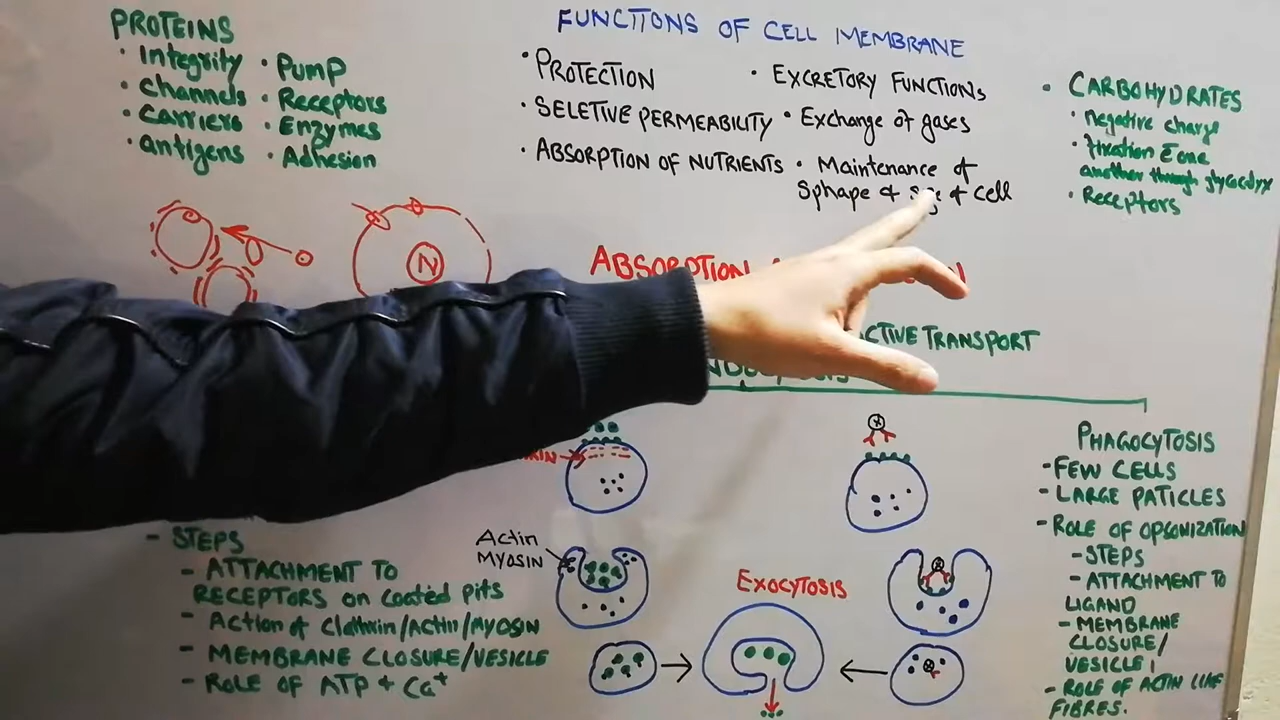 PROTEINS
• Integrity • Pump
• Channels • Receptors
• Carriers • Enzymes
• Antigens • Adhesion
FUNCTIONS OF CELL MEMBRANE
• PROTECTION • EXCRETORY FUNCTIONS
• SELETIVE PERMEABILITY • Exchange of gases
• ABSORPTION OF NUTRIENTS • Maintenance of
Sphape & of cell
• CARBOHYDRATES
• Negative charge
• Fixation one
another through glycocalyx
• Receptors
N
ABSORPTION
CTIVE TRANSPORT
- STEPS
- ATTACHMENT TO
RECEPTORS on Coated pits
- Action of Clathrin/Actin/MYOSIN
- MEMBRANE CLOSURE/VESICLE
- ROLE OF ATP + Ca+
Actin
MYOSIN
EXOCYTOSIS
X
X
X
PHAGOCYTOSIS
- FEW CELLS
- LARGE PATICLES
- ROLE OF OPSONIZATION
- STEPS
- ATTACHMENT TO
LIGAND
- MEMBRANE
CLOSURE/
VESICLE
- ROLE OF ACTIN
FIBRES.